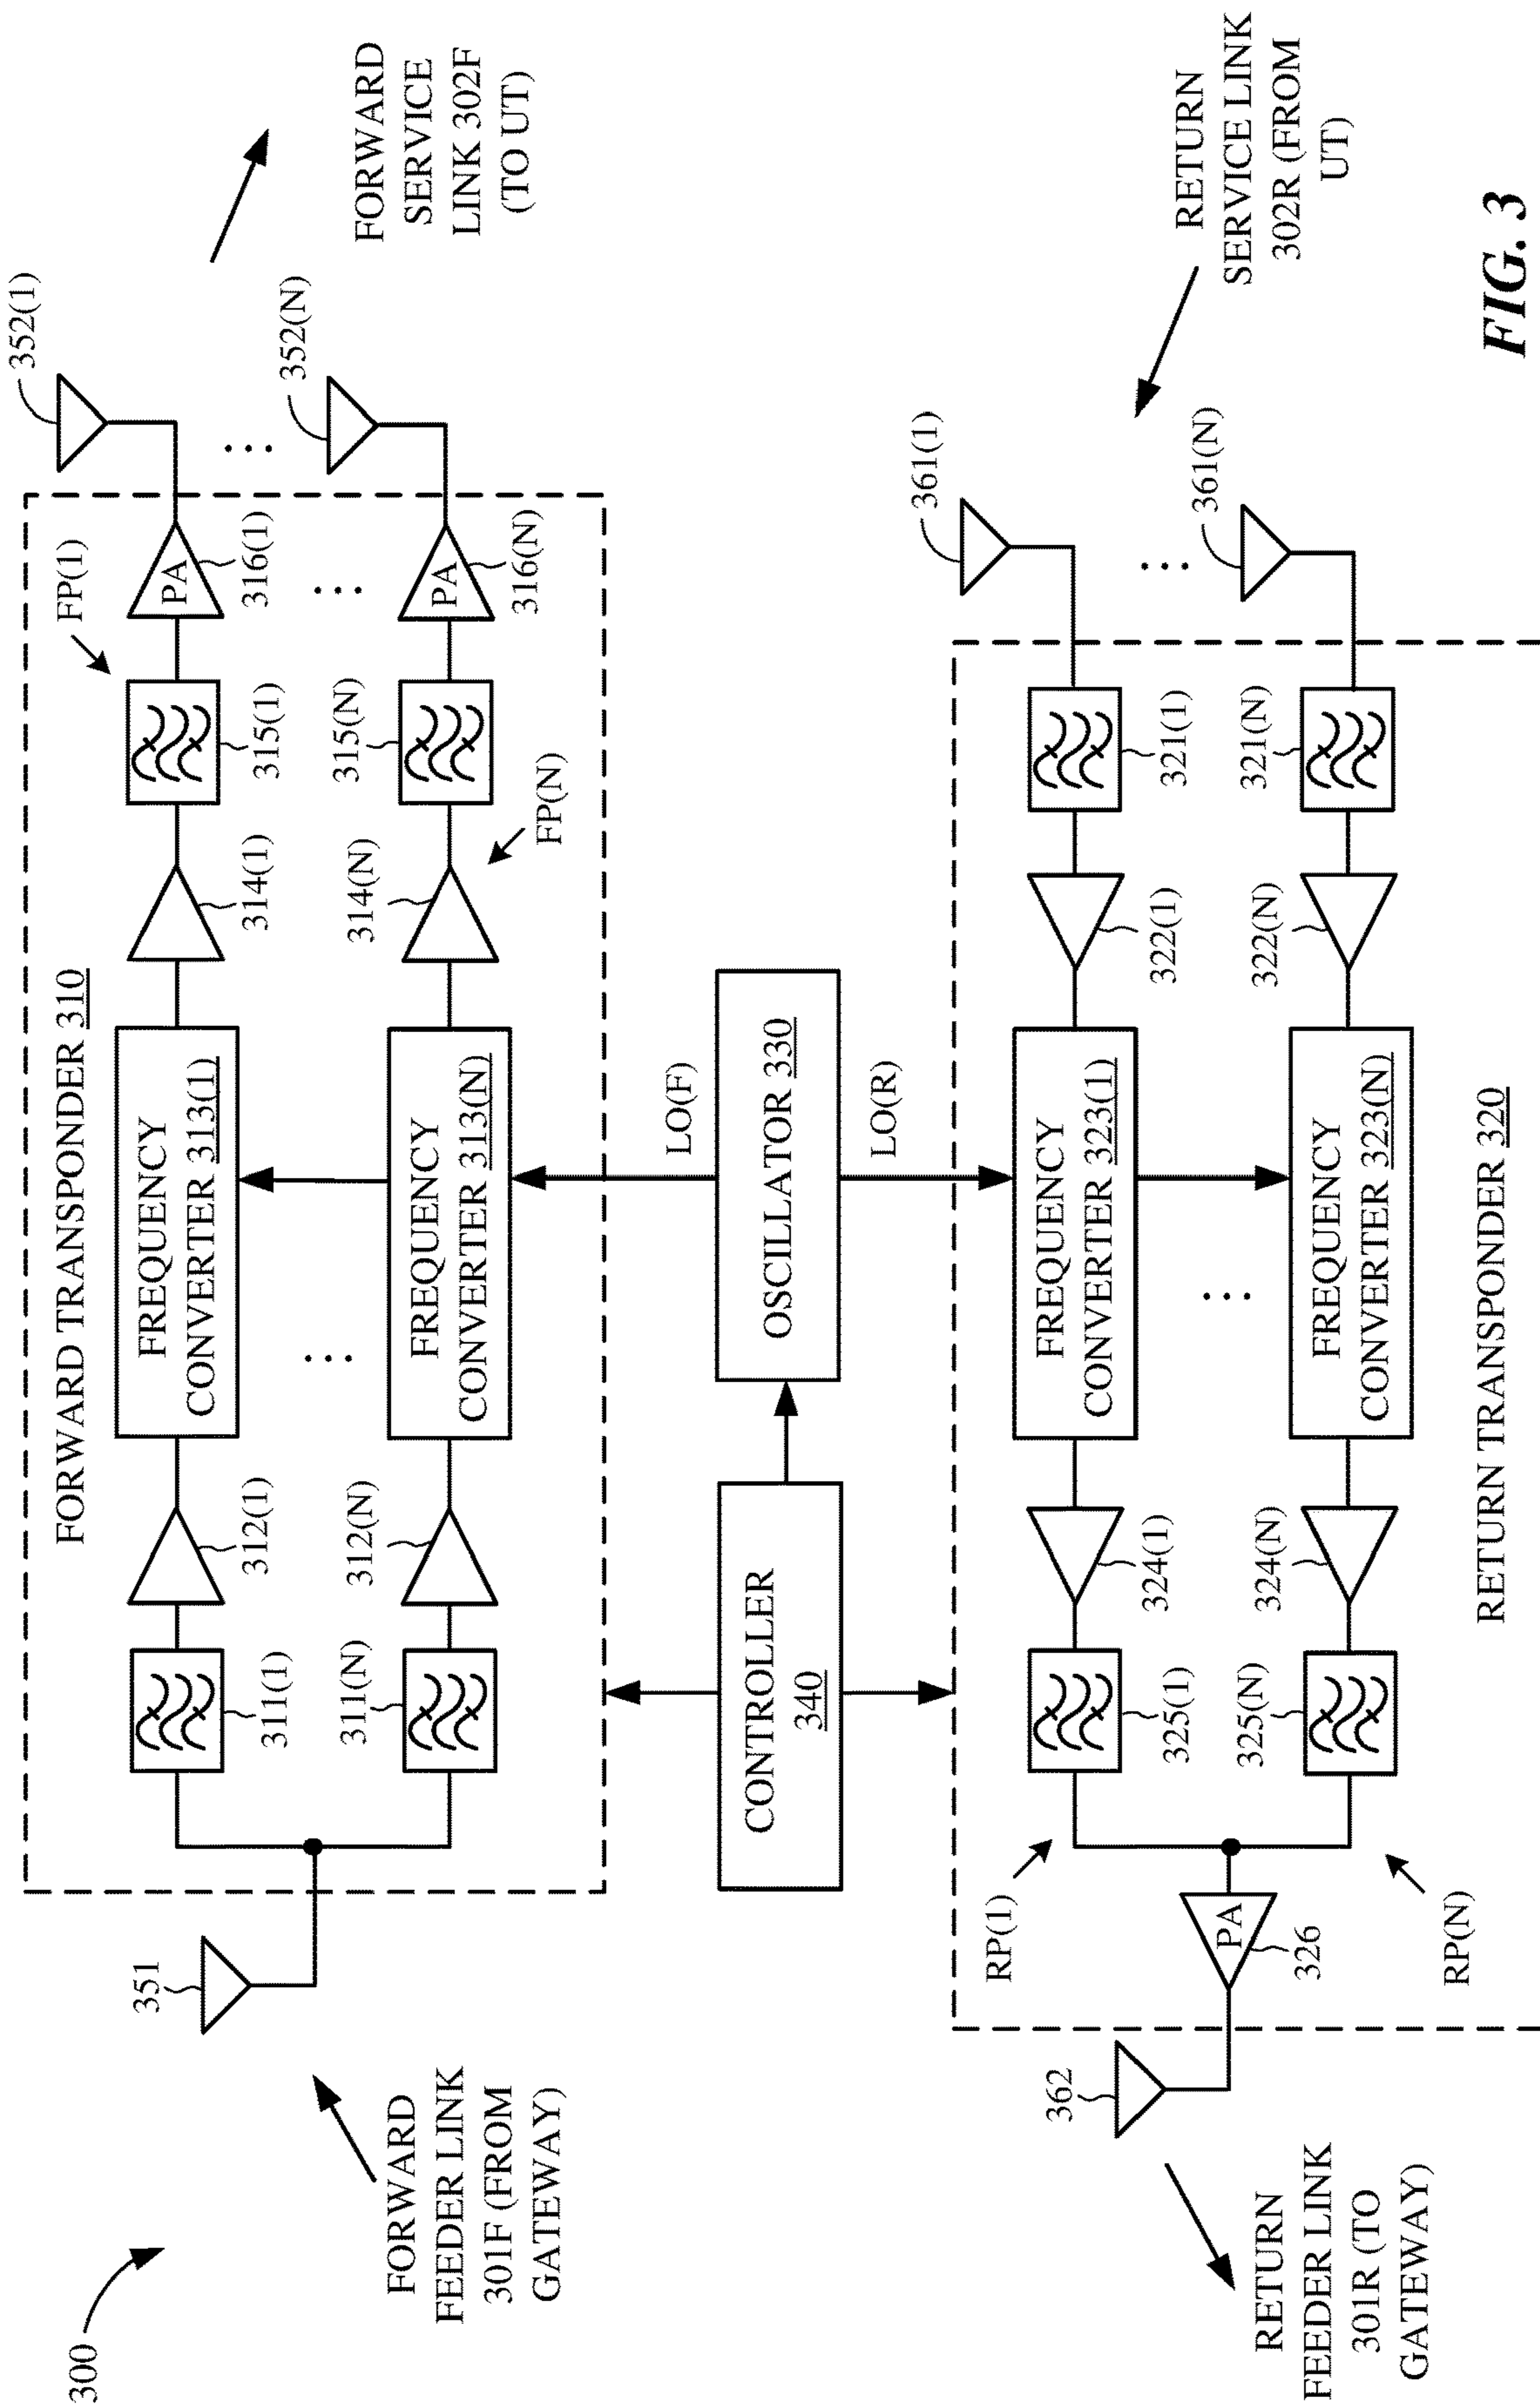 300
FORWARD
FEEDER LINK
301F (FROM
GATEWAY)
351
FORWARD TRANSPONDER 310
311(1)
312(1)
FREQUENCY
CONVERTER 313(1)
314(1)
315(1)
FP(1)
PA
316(1)
352(1)
...
311(N)
312(N)
...
FREQUENCY
CONVERTER 313(N)
314(N)
FP(N)
315(N)
...
PA
316(N)
352(N)
FORWARD
SERVICE
LINK 302F
(TO UT)
CONTROLLER
340
OSCILLATOR 330
LO(F)
LO(R)
RETURN
FEEDER LINK
301R (TO
GATEWAY)
362
PA
326
RP(1)
RP(N)
325(1)
324(1)
FREQUENCY
CONVERTER 323(1)
322(1)
321(1)
361(1)
...
325(N)
324(N)
...
FREQUENCY
CONVERTER 323(N)
322(N)
321(N)
361(N)
RETURN TRANSPONDER 320
RETURN
SERVICE LINK
302R (FROM
UT)
FIG. 3